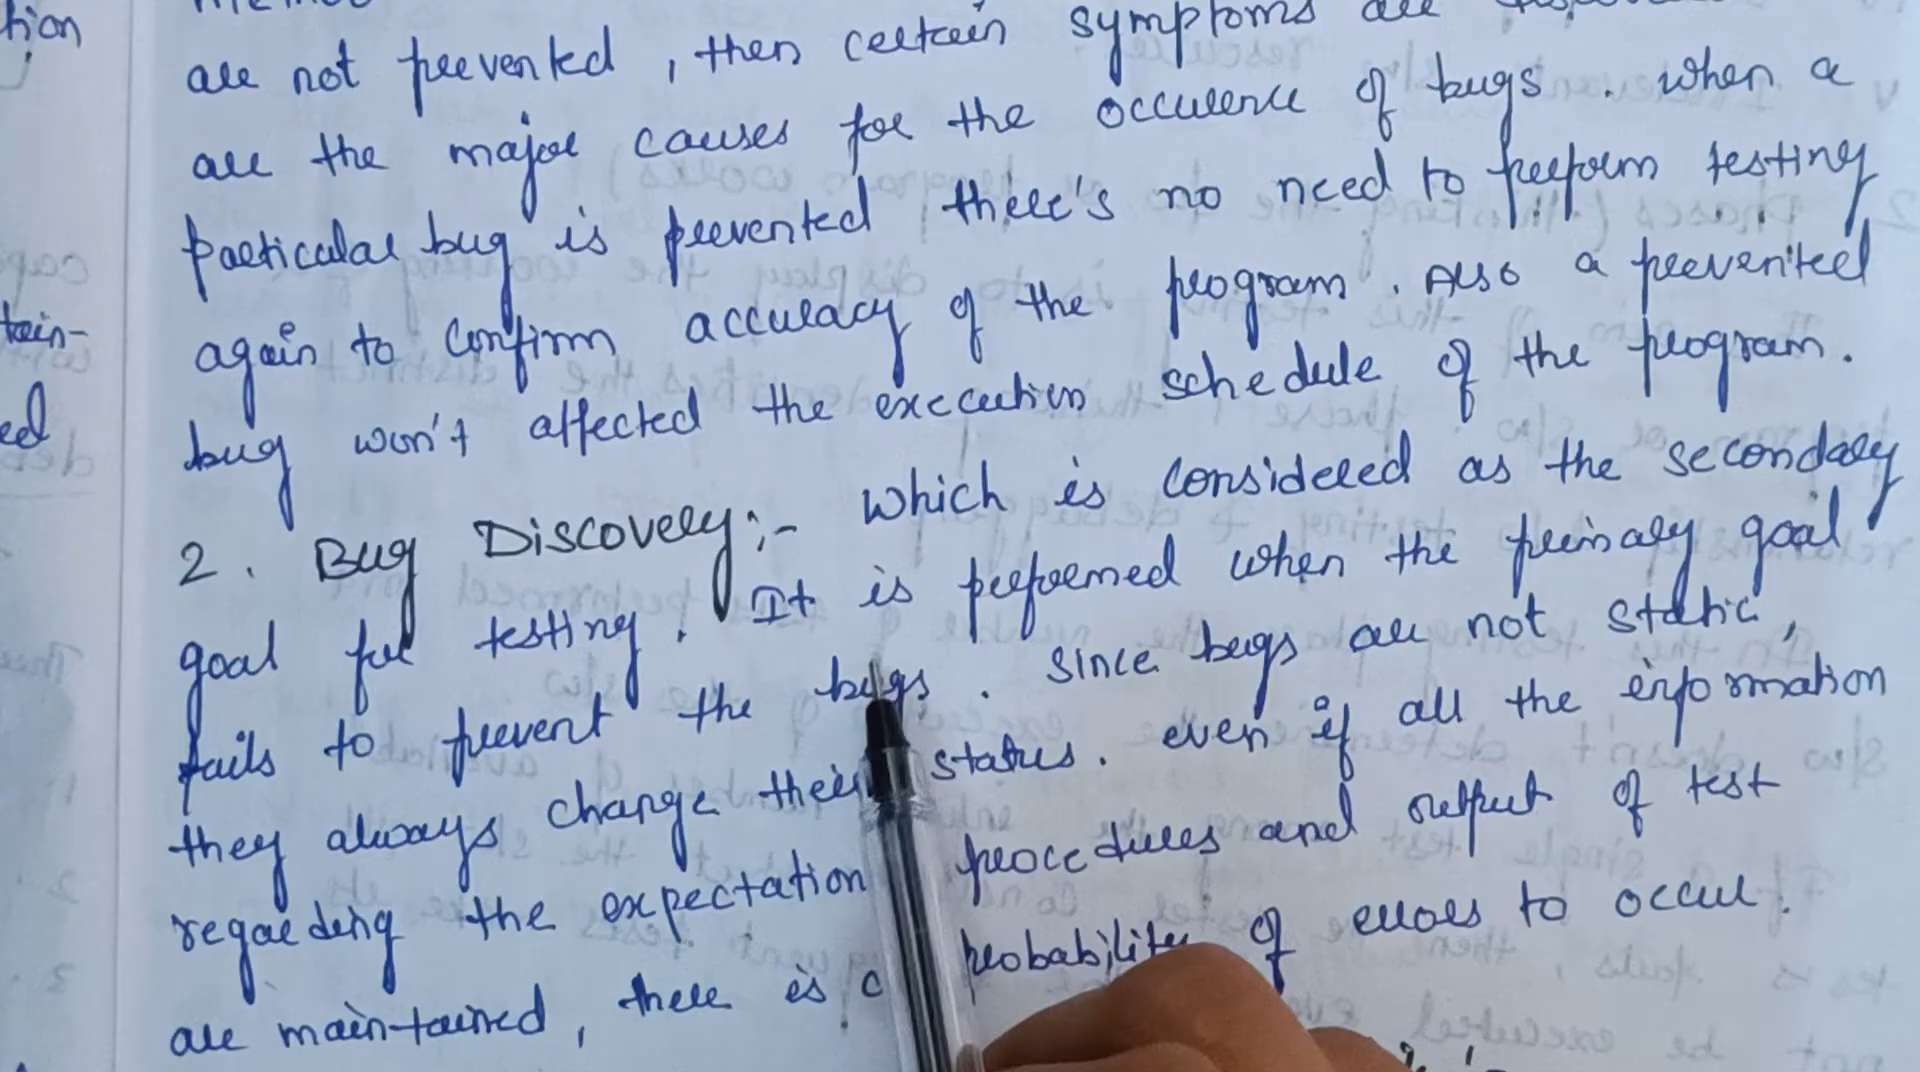 tion
are not prevented, then certain symptoms are
are the major causes for the occurence of bugs. when a
particular bug is prevented there's no need to perform testing
again to confirm accuracy of the program. Also a prevented
bug won't affected the execution schedule of the program.
2. Bug Discovery:- which is considered as the secondary
goal for testing. It is performed when the primary goal
fails to prevent the bugs. Since bugs are not static,
they always change their status. even if all the information
regarding the expectation procedures and output of test
are maintained, there is a probability of errors to occur.
tain-
ed